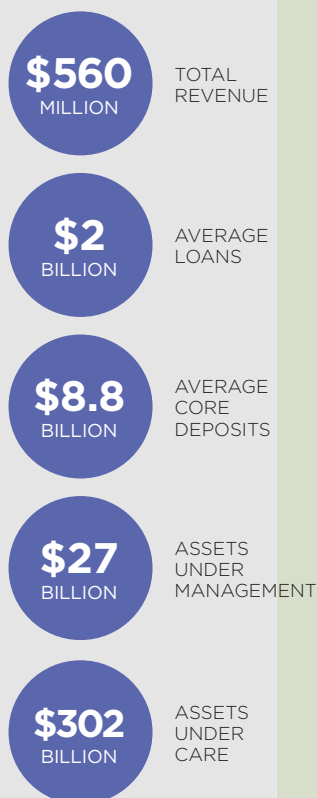 $560
MILLION
TOTAL
REVENUE
$2
BILLION
AVERAGE
LOANS
$8.8
BILLION
AVERAGE
CORE
DEPOSITS
$27
BILLION
ASSETS
UNDER
MANAGEMENT
$302
BILLION
ASSETS
UNDER
CARE